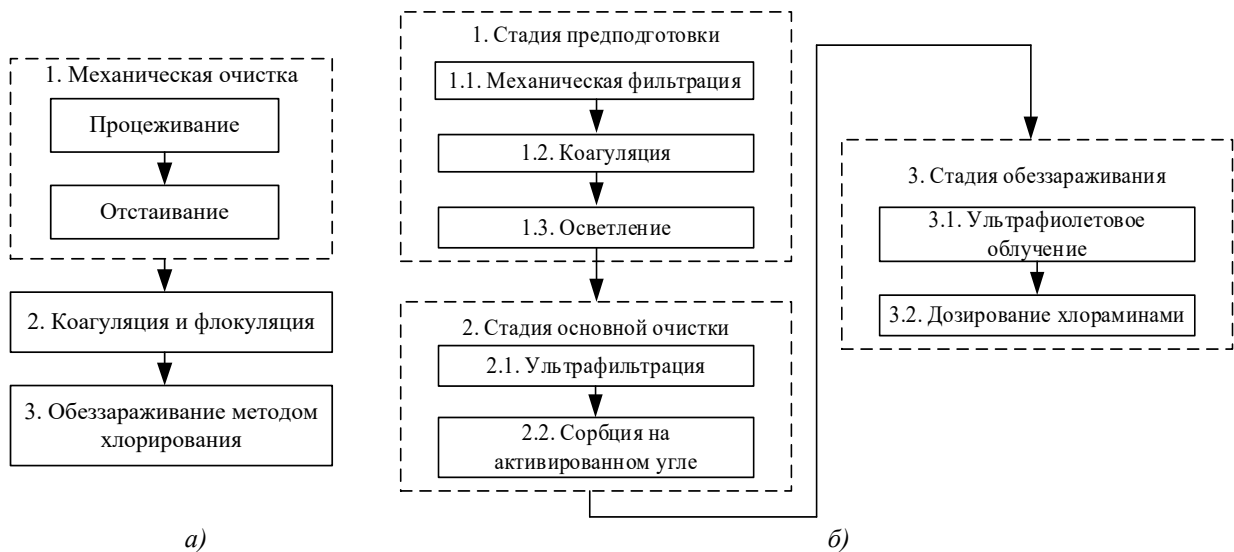 1. Механическая очистка
Процеживание
Отстаивание
2. Коагуляция и флокуляция
3. Обеззараживание методом
хлорирования
а)
1. Стадия предподготовки
1.1. Механическая фильтрация
1.2. Коагуляция
1.3. Осветление
2. Стадия основной очистки
2.1. Ультрафильтрация
2.2. Сорбция на
активированном угле
3. Стадия обеззараживания
3.1. Ультрафиолетовое
облучение
3.2. Дозирование хлораминами
б)